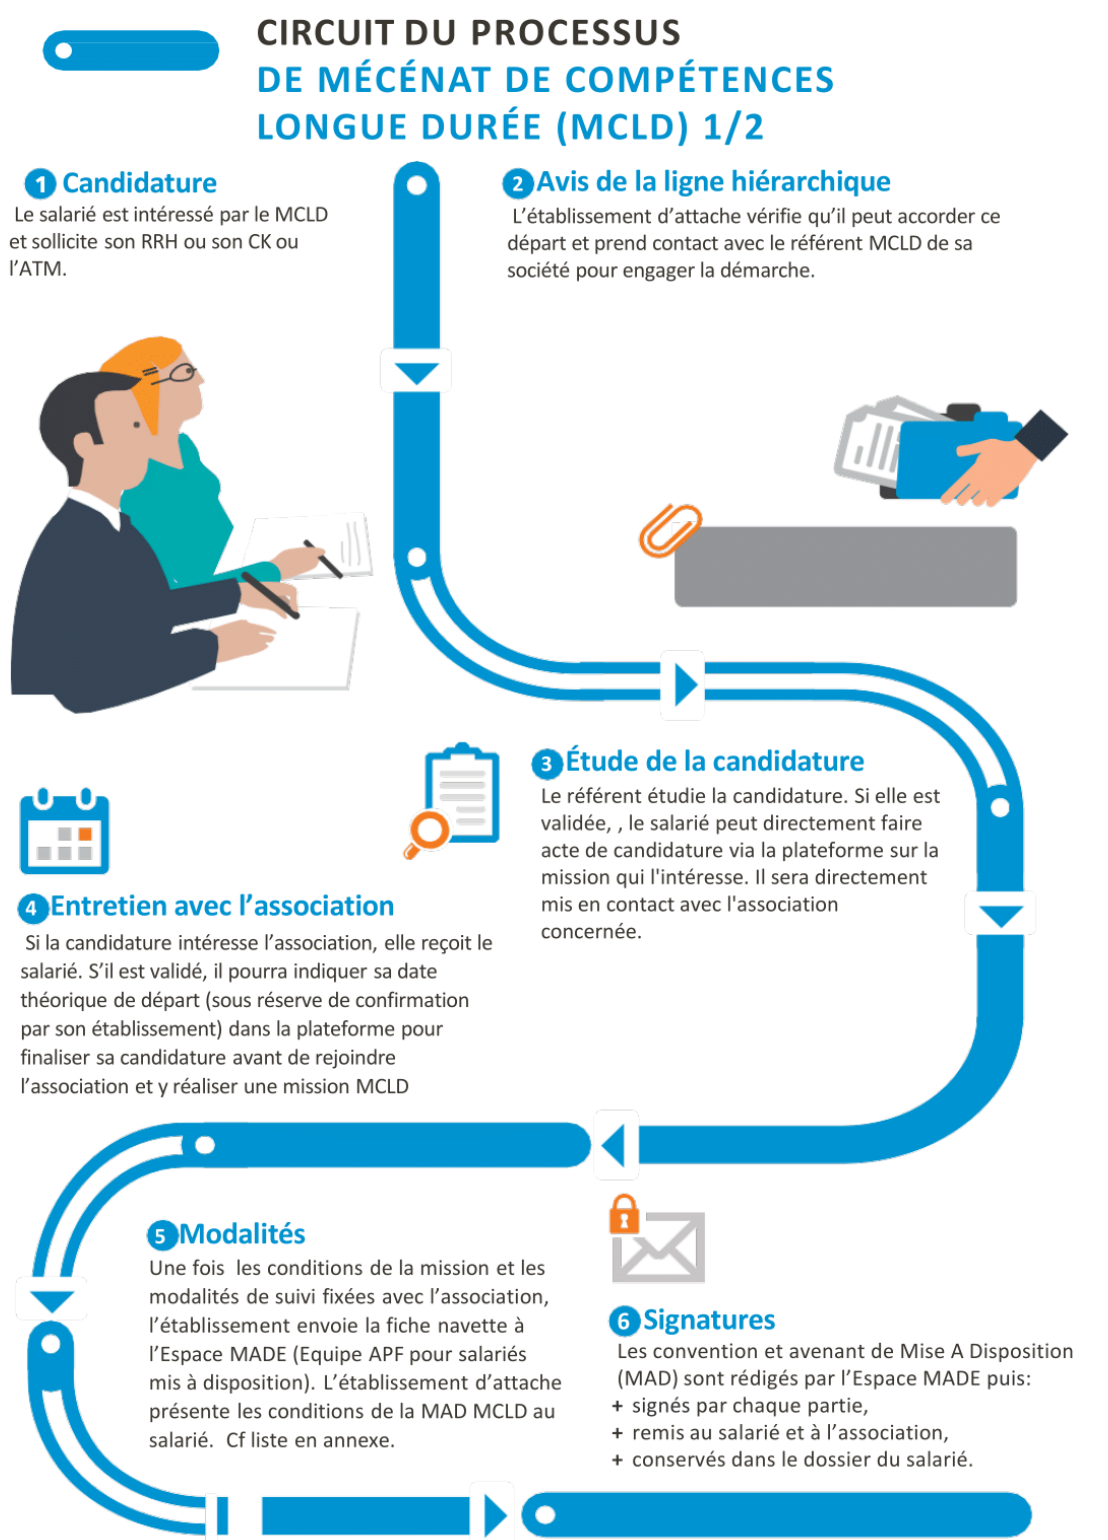 CIRCUIT DU PROCESSUS
DE MÉCÉNAT DE COMPÉTENCES
LONGUE DURÉE (MCLD) 1/2
1 Candidature
Le salarié est intéressé par le MCLD
et sollicite son RRH ou son CK ou
l’ATM.
2 Avis de la ligne hiérarchique
L’établissement d’attache vérifie qu’il peut accorder ce
départ et prend contact avec le référent MCLD de sa
société pour engager la démarche.
3 Étude de la candidature
Le référent étudie la candidature. Si elle est
validée, , le salarié peut directement faire
acte de candidature via la plateforme sur la
mission qui l'intéresse. Il sera directement
mis en contact avec l'association
concernée.
4 Entretien avec l’association
Si la candidature intéresse l’association, elle reçoit le
salarié. S’il est validé, il pourra indiquer sa date
théorique de départ (sous réserve de confirmation
par son établissement) dans la plateforme pour
finaliser sa candidature avant de rejoindre
l’association et y réaliser une mission MCLD
5 Modalités
Une fois les conditions de la mission et les
modalités de suivi fixées avec l’association,
l’établissement envoie la fiche navette à
l’Espace MADE (Equipe APF pour salariés
mis à disposition). L’établissement d’attache
présente les conditions de la MAD MCLD au
salarié. Cf liste en annexe.
6 Signatures
Les convention et avenant de Mise A Disposition
(MAD) sont rédigés par l’Espace MADE puis:
+ signés par chaque partie,
+ remis au salarié et à l’association,
+ conservés dans le dossier du salarié.